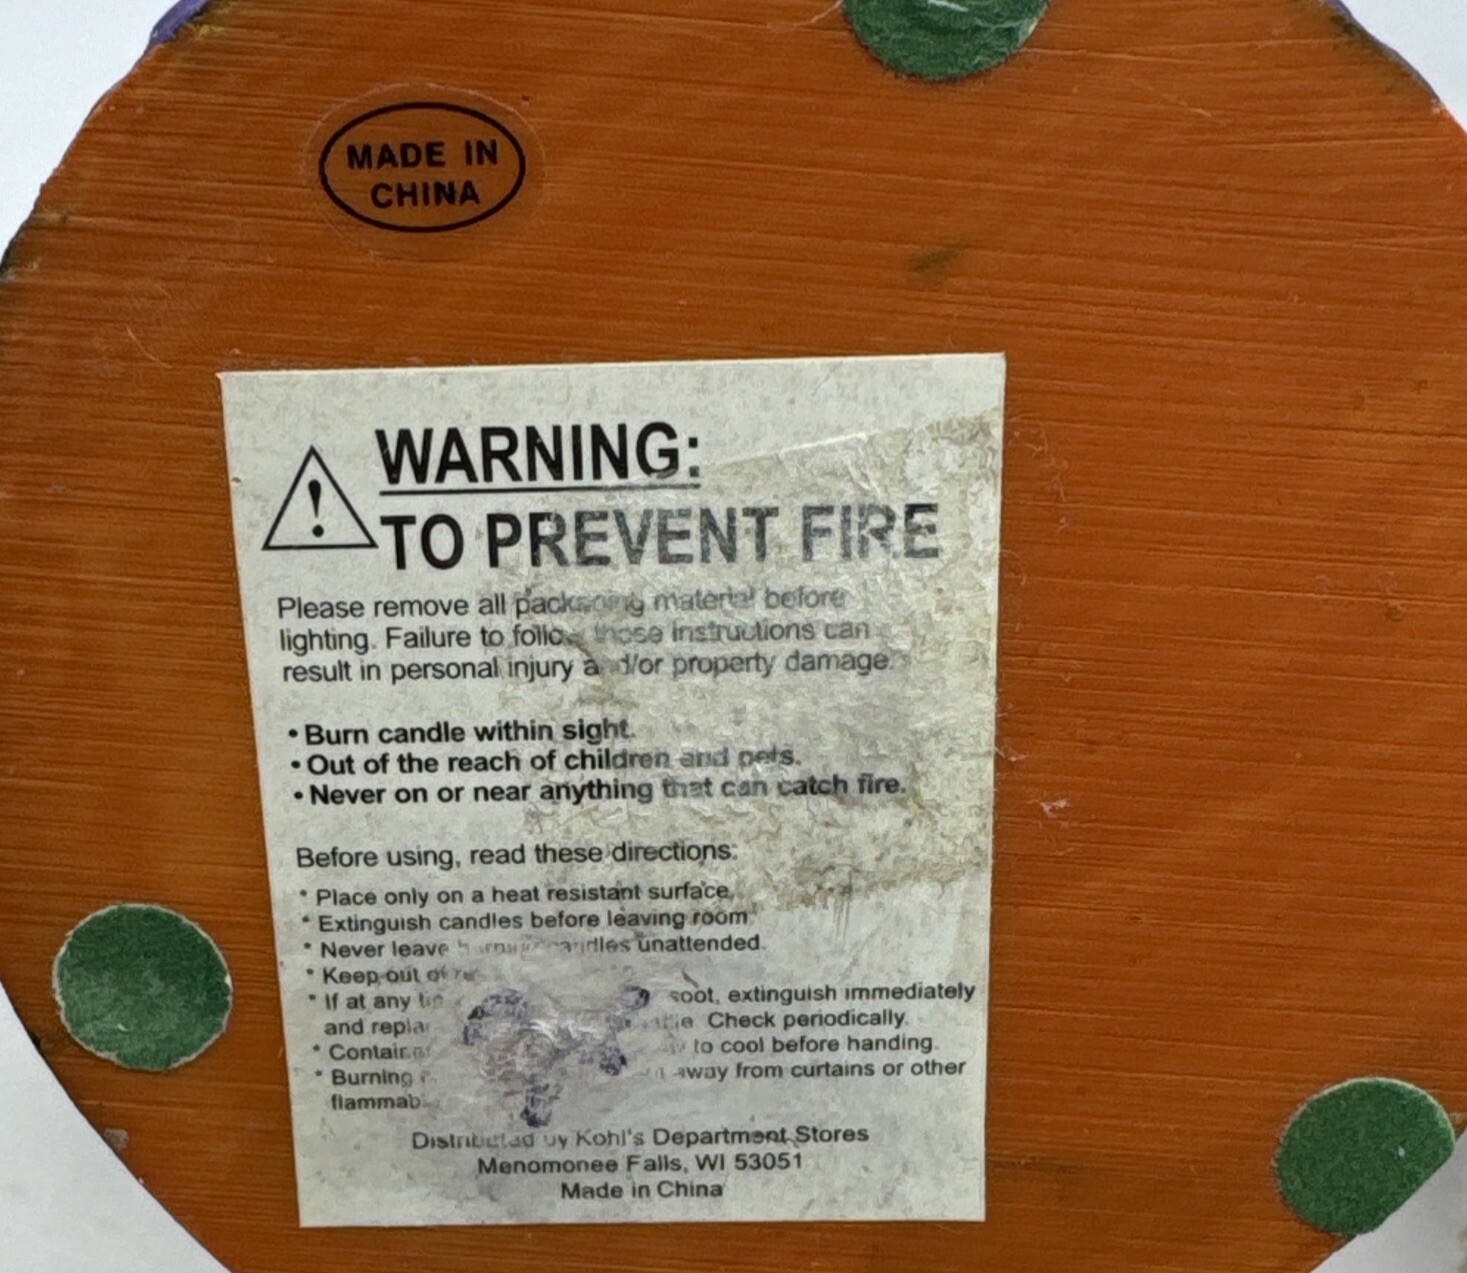 MADE IN
CHINA
WARNING:
TO PREVENT FIRE
Please remove all packaging material before
lighting. Failure to follow those instructions can
result in personal injury and/or property damage.
• Burn candle within sight.
• Out of the reach of children and pets.
• Never on or near anything that can catch fire.
Before using, read these directions:
* Place only on a heat resistant surface.
* Extinguish candles before leaving room
* Never leave candles unattended.
* Keep out of
* If at any soot, extinguish immediately
and Check periodically.
* to cool before handing.
* Burning away from curtains or other
Distributed by Kohl's Department Stores
Menomonee Falls, WI 53051
Made in China